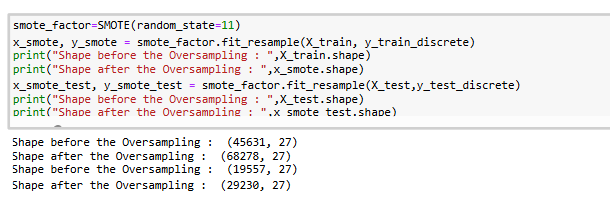 smote_factor=SMOTE(random_state=11)
x_smote, y_smote = smote_factor.fit_resample(X_train, y_train_discrete)
print("Shape before the Oversampling : ",X_train.shape)
print("Shape after the Oversampling : ",x_smote.shape)
x_smote_test, y_smote_test = smote_factor.fit_resample(X_test,y_test_discrete)
print("Shape before the Oversampling : ",X_test.shape)
print("Shape after the Oversampling : ",x_smote_test.shape)
Shape before the Oversampling :  (45631, 27)
Shape after the Oversampling :  (68278, 27)
Shape before the Oversampling :  (19557, 27)
Shape after the Oversampling :  (29230, 27)